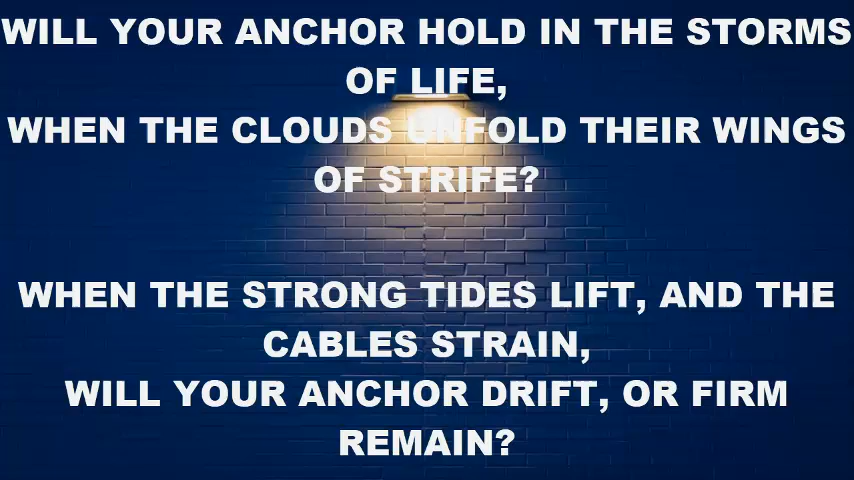 WILL YOUR ANCHOR HOLD IN THE STORMS
OF LIFE,
WHEN THE CLOUDS UNFOLD THEIR WINGS
OF STRIFE?
WHEN THE STRONG TIDES LIFT, AND THE
CABLES STRAIN,
WILL YOUR ANCHOR DRIFT, OR FIRM
REMAIN?